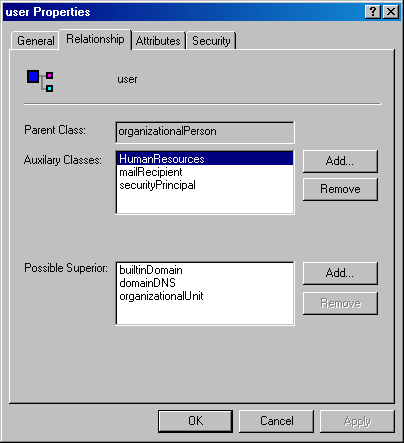 user Properties
General Relationship Attributes Security
user
Parent Class: organizationalPerson
Auxilary Classes: HumanResources Add...
mailRecipient
securityPrincipal Remove
Possible Superior: builtinDomain Add...
domainDNS
organizationalUnit Remove
OK Cancel Apply